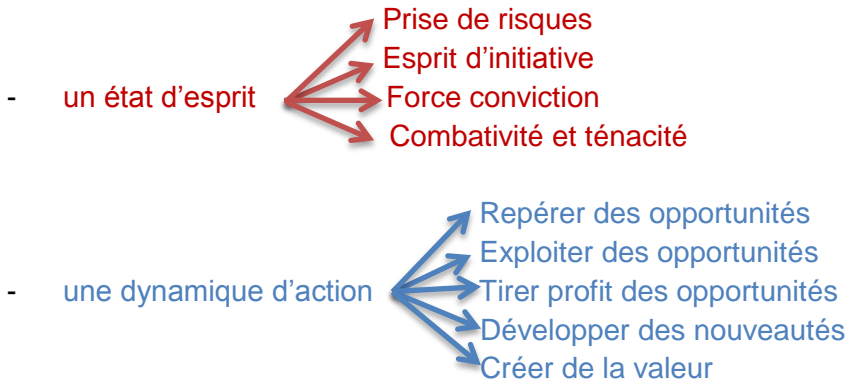 Prise de risques
Esprit d'initiative
- un état d'esprit
Force conviction
Combativité et ténacité
Repérer des opportunités
Exploiter des opportunités
- une dynamique d'action
Tirer profit des opportunités
Développer des nouveautés
Créer de la valeur